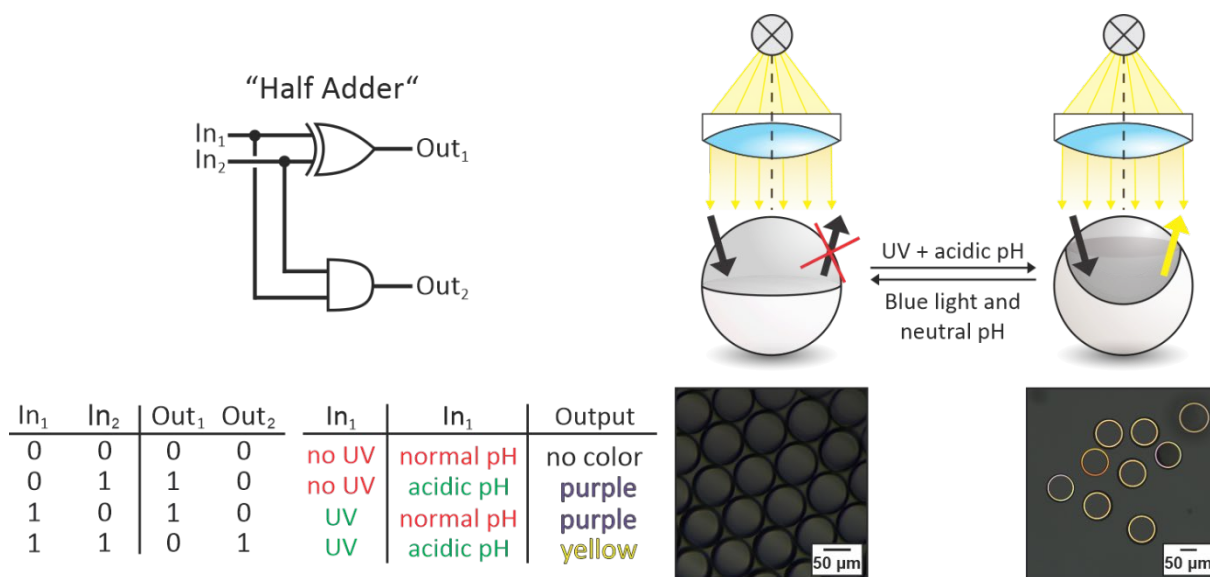 “Half Adder“
In₁
In₂
Out₁
Out₂
UV + acidic pH
Blue light and
neutral pH
In₁ In₂ Out₁ Out₂
0 0 0 0
0 1 1 0
1 0 1 0
1 1 0 1
In₁ In₁ Output
no UV normal pH no color
no UV acidic pH purple
UV normal pH purple
UV acidic pH yellow
50 µm
50 µm